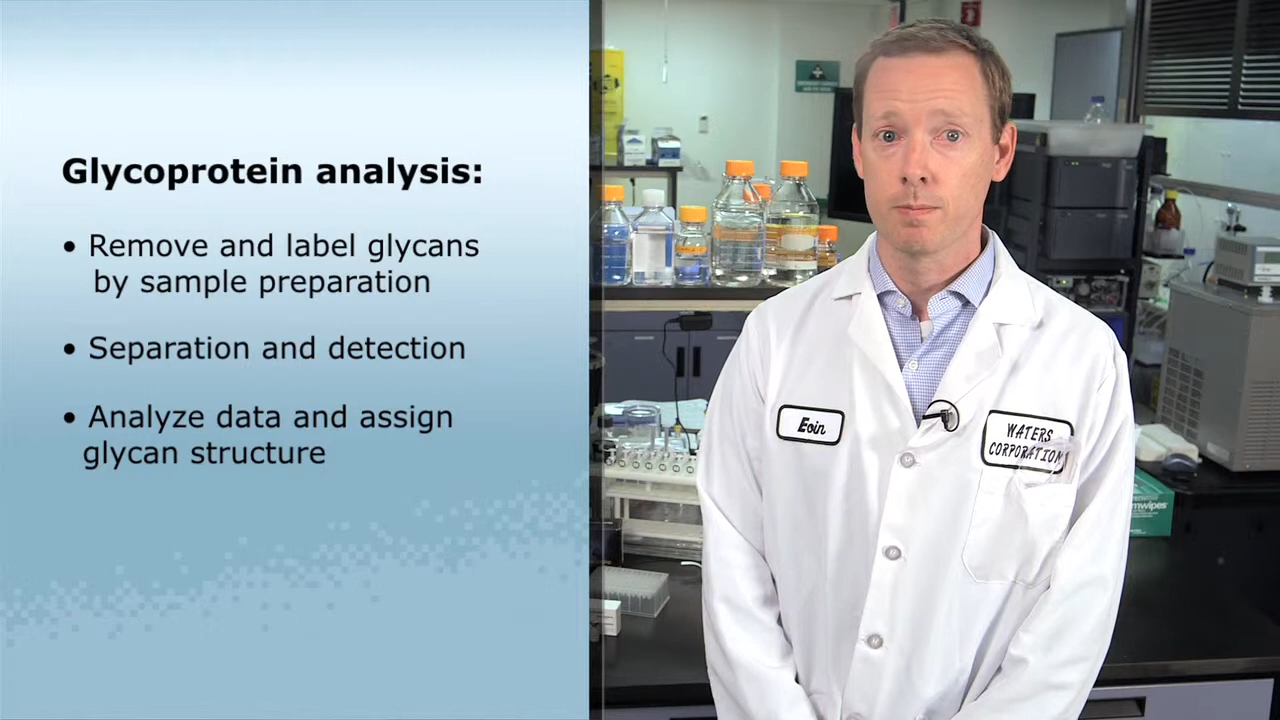 Glycoprotein analysis:
• Remove and label glycans
by sample preparation
• Separation and detection
• Analyze data and assign
glycan structure
Eoin
WATERS
CORPORATION
mwipes